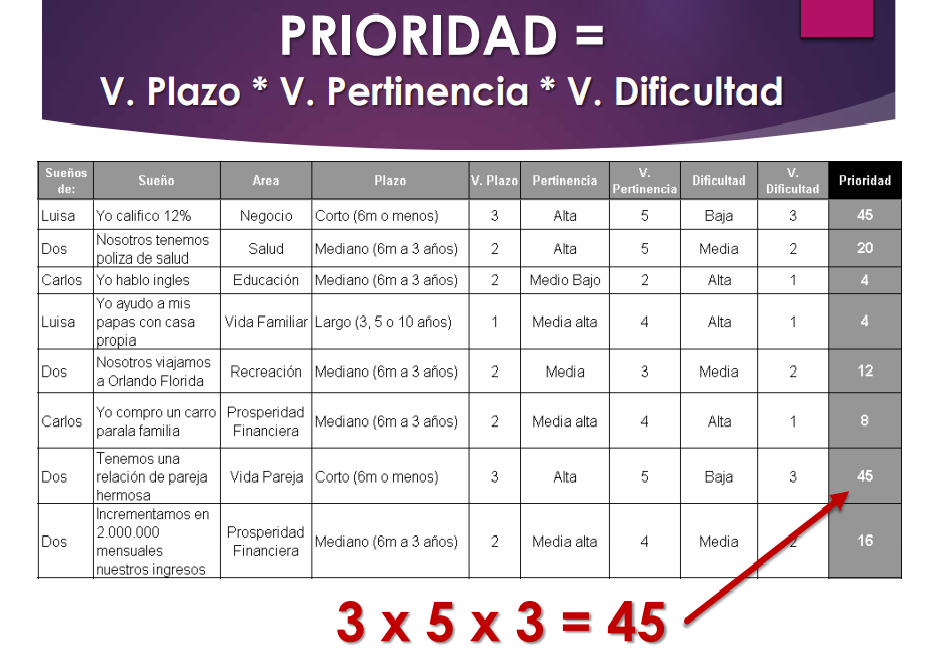 PRIORIDAD =
V. Plazo * V. Pertinencia * V. Dificultad
Sueños de: Sueño Area Plazo V. Plazo Pertinencia V. Pertinencia Dificultad V. Dificultad Prioridad
Luisa Yo califico 12% Negocio Corto (6m o menos) 3 Alta 5 Baja 3 45
Dos Nosotros tenemos poliza de salud Salud Mediano (6m a 3 años) 2 Alta 5 Media 2 20
Carlos Yo hablo ingles Educación Mediano (6m a 3 años) 2 Medio Bajo 2 Alta 1 4
Luisa Yo ayudo a mis papas con casa propia Vida Familiar Largo (3, 5 o 10 años) 1 Media alta 4 Alta 1 4
Dos Nosotros viajamos a Orlando Florida Recreación Mediano (6m a 3 años) 2 Media 3 Media 2 12
Carlos Yo compro un carro parala familia Prosperidad Financiera Mediano (6m a 3 años) 2 Media alta 4 Alta 1 8
Dos Tenemos una relación de pareja hermosa Vida Pareja Corto (6m o menos) 3 Alta 5 Baja 3 45
Dos Incrementamos en 2.000.000 mensuales nuestros ingresos Prosperidad Financiera Mediano (6m a 3 años) 2 Media alta 4 Media 2 16
3 x 5 x 3 = 45